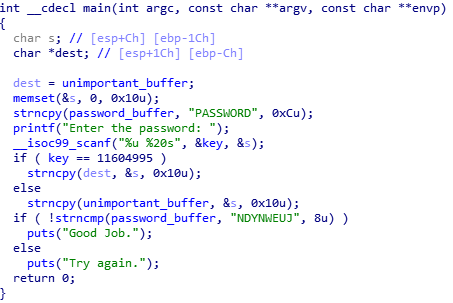 int __cdecl main(int argc, const char **argv, const char **envp)
{
char s; // [esp+Ch] [ebp-1Ch]
char *dest; // [esp+1Ch] [ebp-Ch]
dest = unimportant_buffer;
memset(&s, 0, 0x10u);
strncpy(password_buffer, "PASSWORD", 0xCu);
printf("Enter the password: ");
__isoc99_scanf("%u %20s", &key, &s);
if ( key == 11604995 )
strncpy(dest, &s, 0x10u);
else
strncpy(unimportant_buffer, &s, 0x10u);
if ( !strncmp(password_buffer, "NDYNWEUJ", 8u) )
puts("Good Job.");
else
puts("Try again.");
return 0;
}